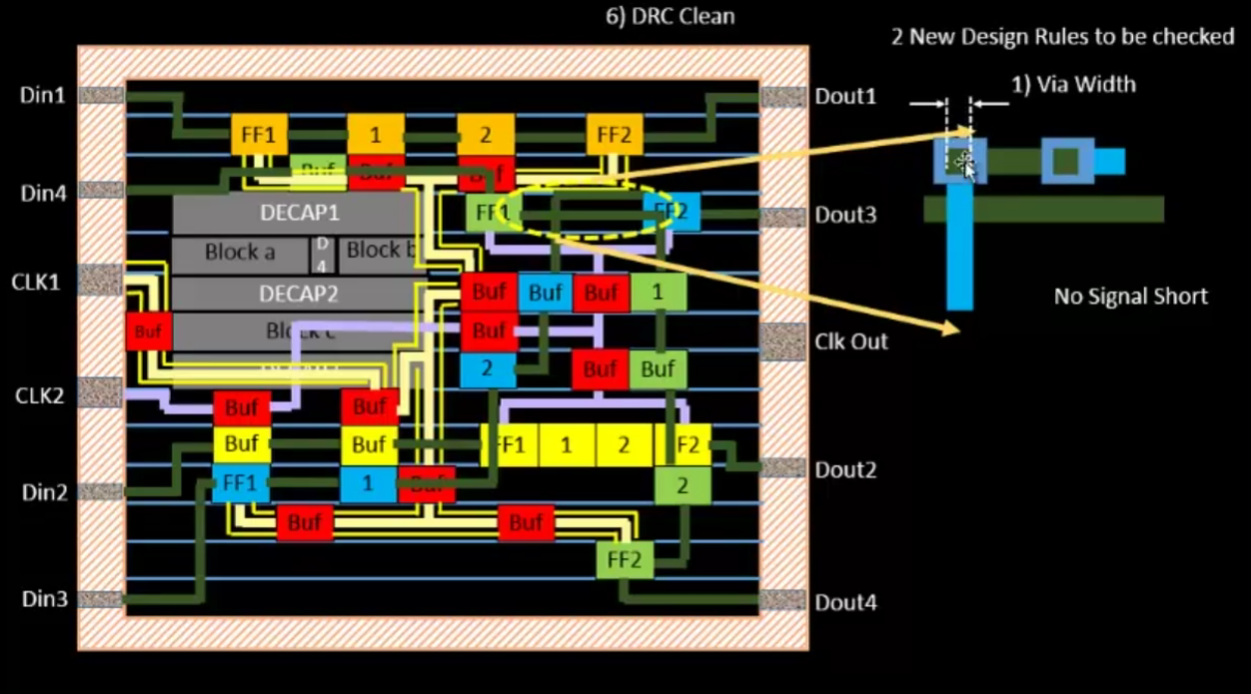 6) DRC Clean
2 New Design Rules to be checked
1) Via Width
Din1
Dout1
FF1 1 2 FF2
Buf Buf Buf
Din4
DECAP1
FF1 FF2
Dout3
Block a
D
4
Block b
CLK1
DECAP2
Buf Buf Buf 1
No Signal Short
Buf
Block c
Buf
Clk Out
2 Buf Buf
CLK2
Buf Buf
Buf Buf FF1 1 2 F2
Dout2
Din2
FF1 1 Buf 2
Buf Buf
FF2
Din3
Dout4